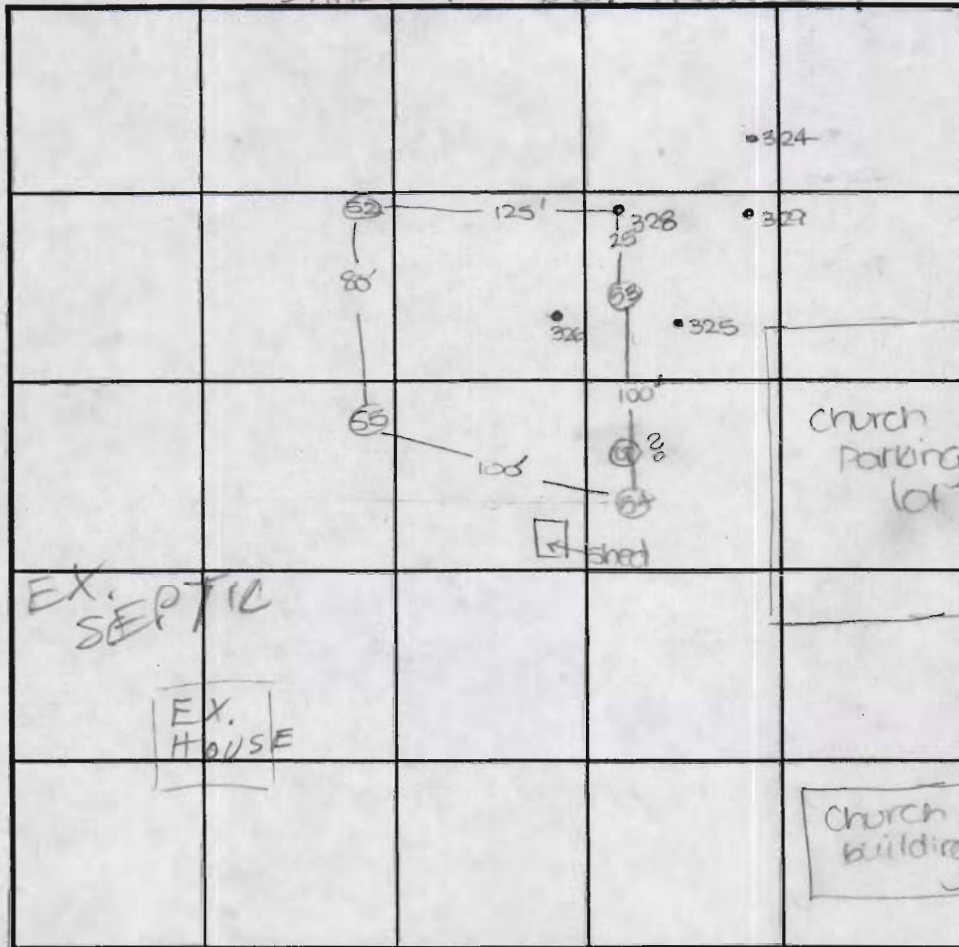 324
52
125'
328
329
25'
80'
53
326
325
100'
55
20
100'
54
shed
Church
Parking
lot
EX.
SEPTIC
EX.
HOUSE
Church
building